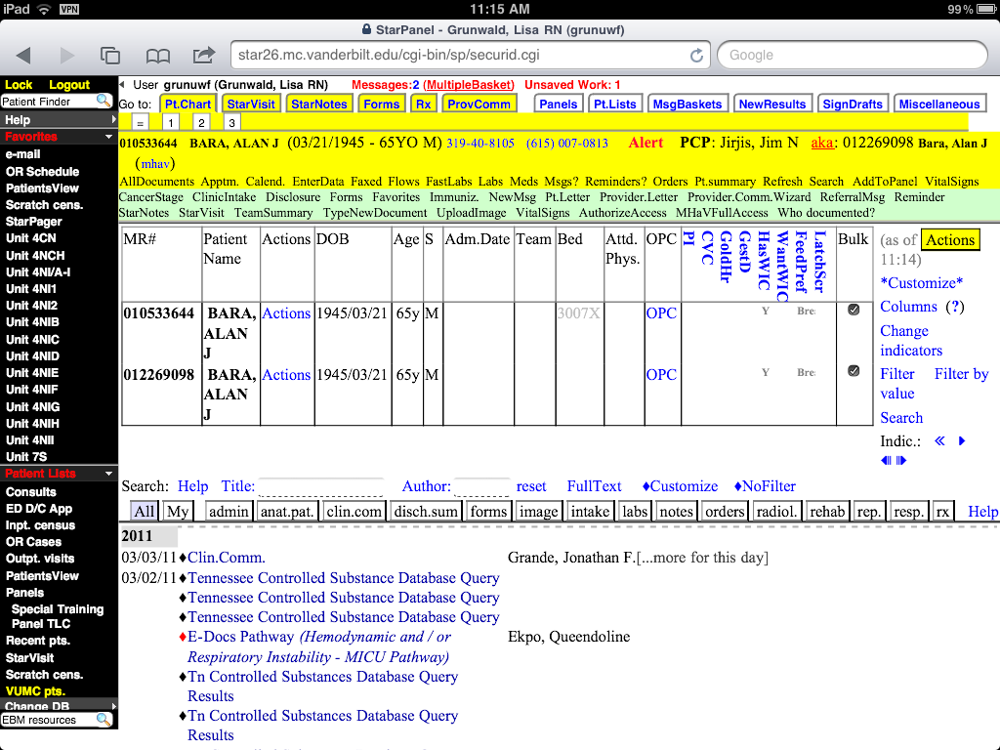 iPad VPN 11:15 AM 99%
StarPanel - Grunwald, Lisa RN (grunuwf)
star26.mc.vanderbilt.edu/cgi-bin/sp/securid.cgi
Google
Lock Logout
Patient Finder
Help
Favorites
e-mail
OR Schedule
PatientsView
Scratch cens.
StarPager
Unit 4CN
Unit 4NCH
Unit 4NI/A-I
Unit 4NI1
Unit 4NI2
Unit 4NIB
Unit 4NIC
Unit 4NID
Unit 4NIE
Unit 4NIF
Unit 4NIG
Unit 4NIH
Unit 4NII
Unit 7S
Patient Lists
Consults
ED D/C App
Inpt. census
OR Cases
Outpt. visits
PatientsView
Panels
Special Training
Panel TLC
Recent pts.
StarVisit
Scratch cens.
VUMC pts.
Change DB
EBM resources
User grunuwf (Grunwald, Lisa RN) Messages:2 (MultipleBasket) Unsaved Work: 1
Go to: Pt.Chart StarVisit StarNotes Forms Rx ProvComm Panels Pt.Lists MsgBaskets NewResults SignDrafts Miscellaneous
= 1 2 3
010533644 BARA, ALAN J (03/21/1945 - 65YO M) 319-40-8105 (615) 007-0813 Alert PCP: Jirjis, Jim N aka: 012269098 Bara, Alan J
(mhav)
AllDocuments Apptm. Calend. EnterData Faxed Flows FastLabs Labs Meds Msgs? Reminders? Orders Pt.summary Refresh Search AddToPanel VitalSigns
CancerStage ClinicIntake Disclosure Forms Favorites Immuniz. NewMsg Pt.Letter Provider.Letter Provider.Comm.Wizard ReferralMsg Reminder
StarNotes StarVisit TeamSummary TypeNewDocument UploadImage VitalSigns AuthorizeAccess MHaVFullAccess Who documented?
MR# Patient Name Actions DOB Age S Adm.Date Team Bed Attd. Phys. OPC PI CVC GoldHr GestD HasWIC WantWIC FeedPref LatchScr Bulk
010533644 BARA, ALAN J Actions 1945/03/21 65y M 3007X OPC Y Bre
012269098 BARA, ALAN J Actions 1945/03/21 65y M OPC Y Bre
(as of 11:14) Actions
*Customize*
Columns (?)
Change
indicators
Filter Filter by
value
Search
Indic.:
Search: Help Title: Author: reset FullText ♦Customize ♦NoFilter
All My admin anat.pat. clin.com disch.sum forms image intake labs notes orders radiol. rehab rep. resp. rx Help
2011
03/03/11 ♦Clin.Comm. Grande, Jonathan F.[...more for this day]
03/02/11 ♦Tennessee Controlled Substance Database Query
♦Tennessee Controlled Substance Database Query
♦Tennessee Controlled Substance Database Query
♦E-Docs Pathway (Hemodynamic and / or Ekpo, Queendoline
Respiratory Instability - MICU Pathway)
♦Tn Controlled Substances Database Query
Results
♦Tn Controlled Substances Database Query
Results